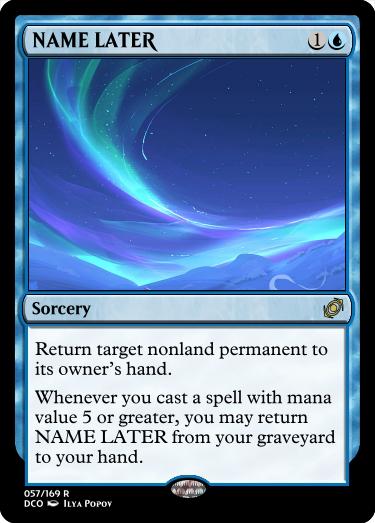 NAME LATER
1
Sorcery
Return target nonland permanent to
its owner's hand.
Whenever you cast a spell with mana
value 5 or greater, you may return
NAME LATER from your graveyard
to your hand.
057/169 R
DCO Ilya Popov